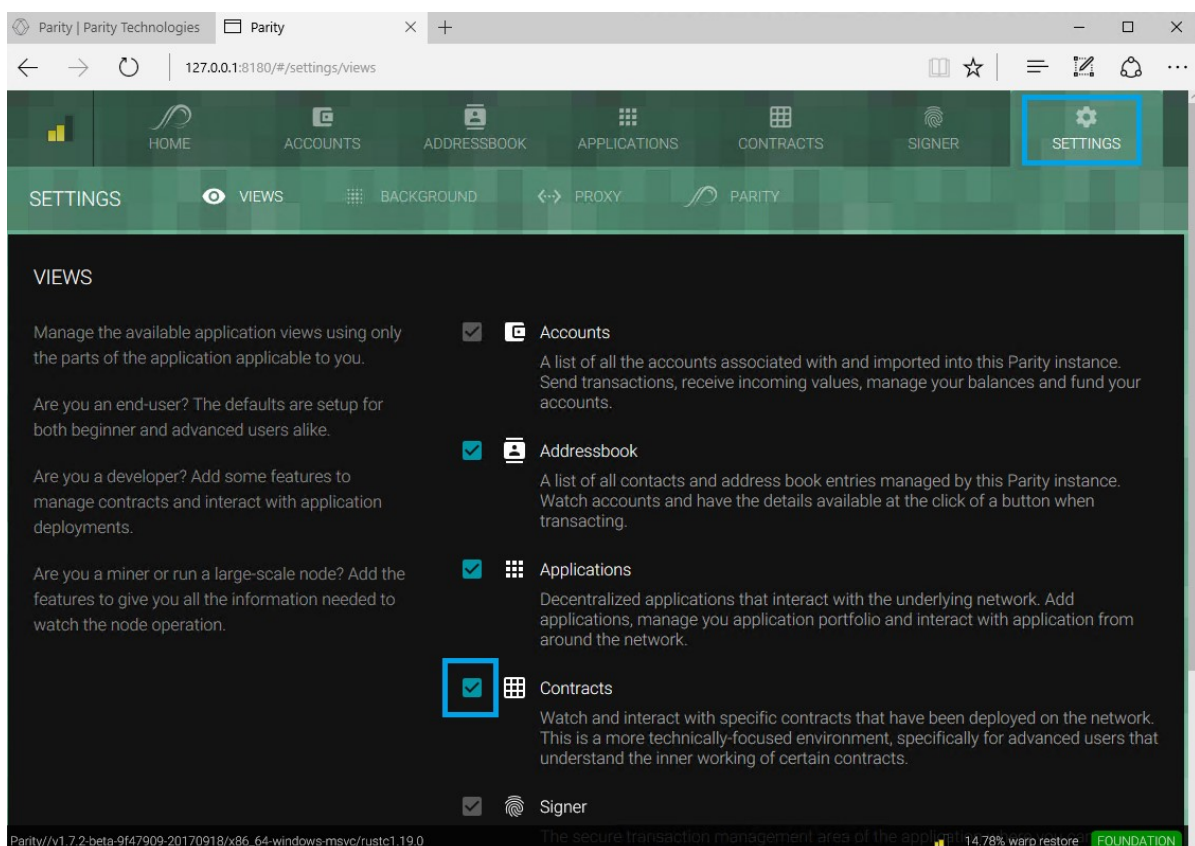 Parity | Parity Technologies
Parity
127.0.0.1:8180/#/settings/views
HOME
ACCOUNTS
ADDRESSBOOK
APPLICATIONS
CONTRACTS
SIGNER
SETTINGS
SETTINGS
VIEWS
BACKGROUND
PROXY
PARITY
VIEWS
Manage the available application views using only
the parts of the application applicable to you.
Are you an end-user? The defaults are setup for
both beginner and advanced users alike.
Are you a developer? Add some features to
manage contracts and interact with application
deployments.
Are you a miner or run a large-scale node? Add the
features to give you all the information needed to
watch the node operation.
Accounts
A list of all the accounts associated with and imported into this Parity instance.
Send transactions, receive incoming values, manage your balances and fund your
accounts.
Addressbook
A list of all contacts and address book entries managed by this Parity instance.
Watch accounts and have the details available at the click of a button when
transacting.
Applications
Decentralized applications that interact with the underlying network. Add
applications, manage you application portfolio and interact with application from
around the network.
Contracts
Watch and interact with specific contracts that have been deployed on the network.
This is a more technically-focused environment, specifically for advanced users that
understand the inner working of certain contracts.
Signer
The secure transaction management area of the application where you can
Parity//v1.7.2-beta-9f47909-20170918/x86_64-windows-msvc/rustc1.19.0
14.78% warp restore
FOUNDATION